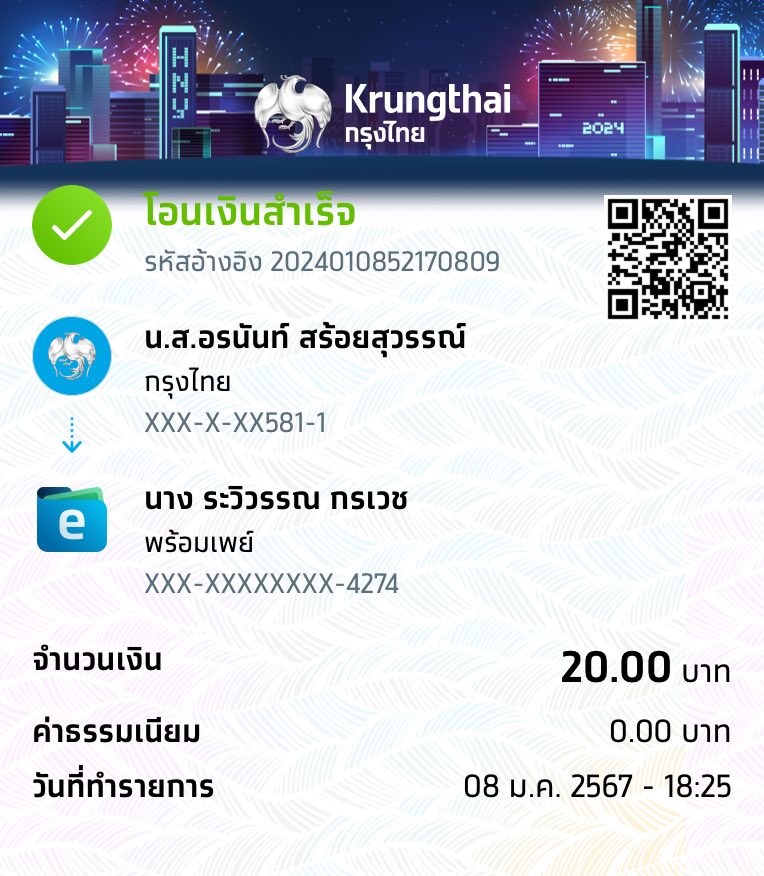 HNY
2024
Krungthai
กรุงไทย
โอนเงินสำเร็จ
รหัสอ้างอิง 2024010852170809
น.ส.อรนันท์ สร้อยสุวรรณ์
กรุงไทย
XXX-X-XX581-1
e
นาง ระวิวรรณ กรเวช
พร้อมเพย์
XXX-XXXXXXXX-4274
จำนวนเงิน 20.00 บาท
ค่าธรรมเนียม 0.00 บาท
วันที่ทำรายการ 08 ม.ค. 2567 - 18:25